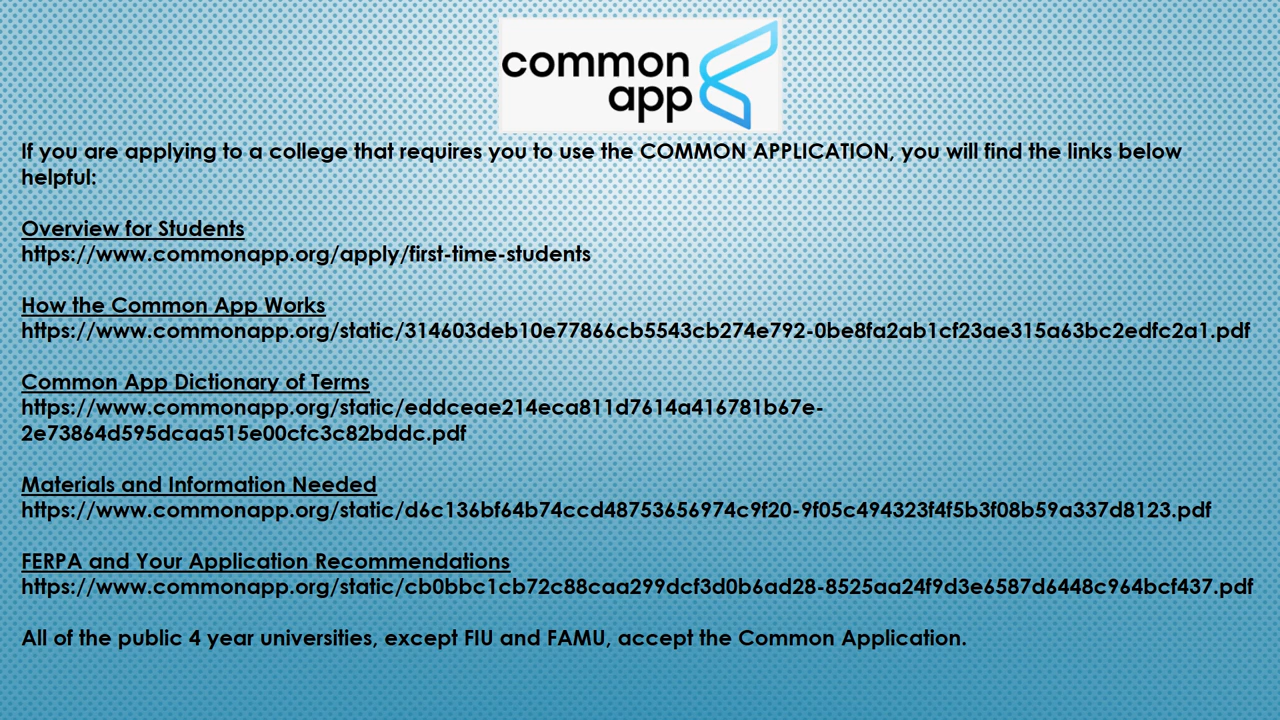 common
app
If you are applying to a college that requires you to use the COMMON APPLICATION, you will find the links below
helpful:
Overview for Students
https://www.commonapp.org/apply/first-time-students
How the Common App Works
https://www.commonapp.org/static/314603deb10e77866cb5543cb274e792-0be8fa2ab1cf23ae315a63bc2edfc2a1.pdf
Common App Dictionary of Terms
https://www.commonapp.org/static/eddceae214eca811d7614a416781b67e-
2e73864d595dcaa515e00cfc3c82bddc.pdf
Materials and Information Needed
https://www.commonapp.org/static/d6c136bf64b74ccd48753656974c9f20-9f05c494323f4f5b3f08b59a337d8123.pdf
FERPA and Your Application Recommendations
https://www.commonapp.org/static/cb0bbc1cb72c88caa299dcf3d0b6ad28-8525aa24f9d3e6587d6448c964bcf437.pdf
All of the public 4 year universities, except FIU and FAMU, accept the Common Application.